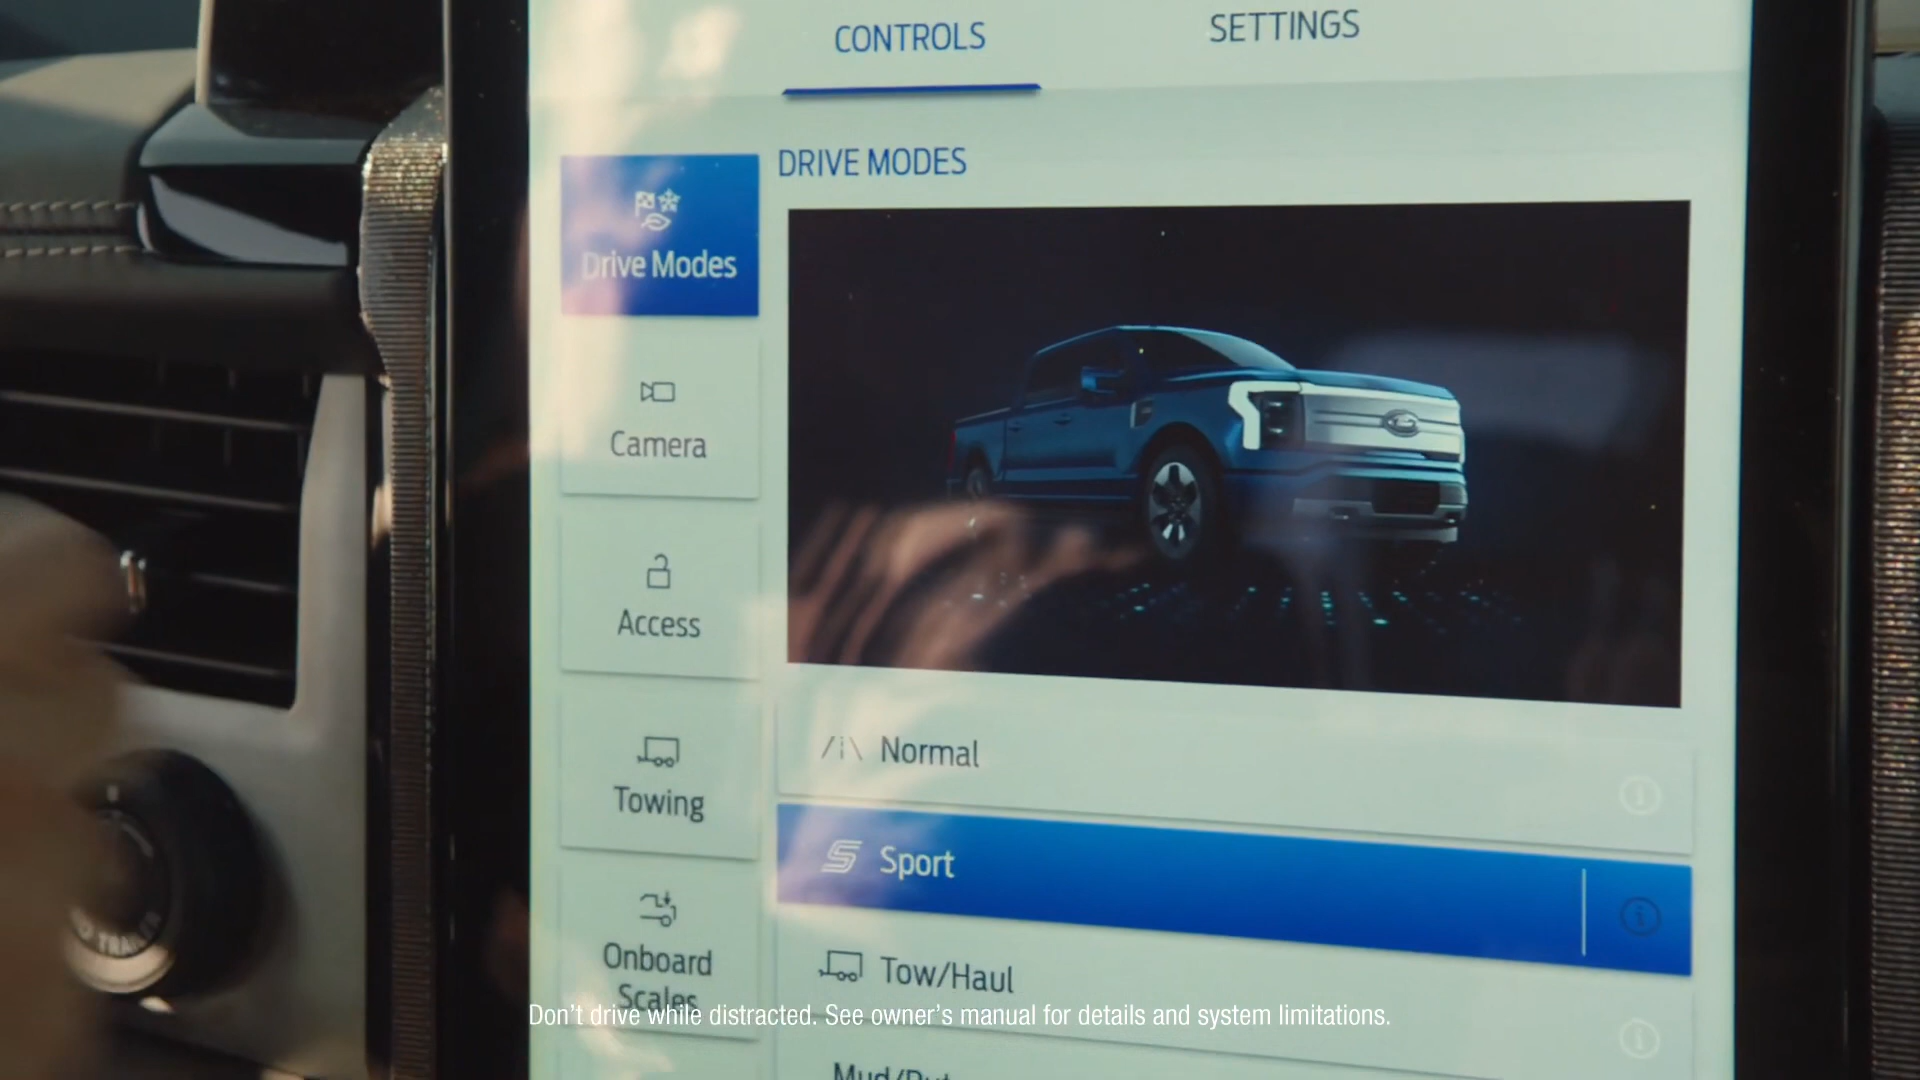 CONTROLS
SETTINGS
DRIVE MODES
Drive Modes
Camera
Access
Towing
Onboard
Scales
Normal
Sport
Tow/Haul
Don't drive while distracted. See owner's manual for details and system limitations.